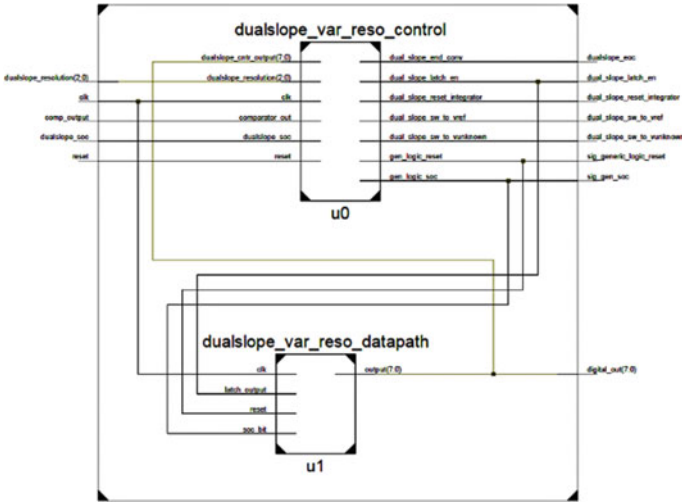 dualslope_var_reso_control
dualslope_cntr_output(7:0)
dual_slope_end_conv
dualslope_eoc
dualslope_resolution(2:0)
dualslope_resolution(2:0)
dual_slope_latch_en
dual_slope_latch_en
clk
clk
dual_slope_reset_integrator
dual_slope_reset_integrator
comp_output
comparator_out
dual_slope_sw_to_vref
dual_slope_sw_to_vref
dualslope_soc
dualslope_soc
dual_slope_sw_to_vunknown
dual_slope_sw_to_vunknown
reset
reset
gen_logic_reset
sig_generic_logic_reset
gen_logic_soc
sig_gen_soc
u0
dualslope_var_reso_datapath
clk
output(7:0)
digital_out(7:0)
latch_output
reset
soc_bit
u1